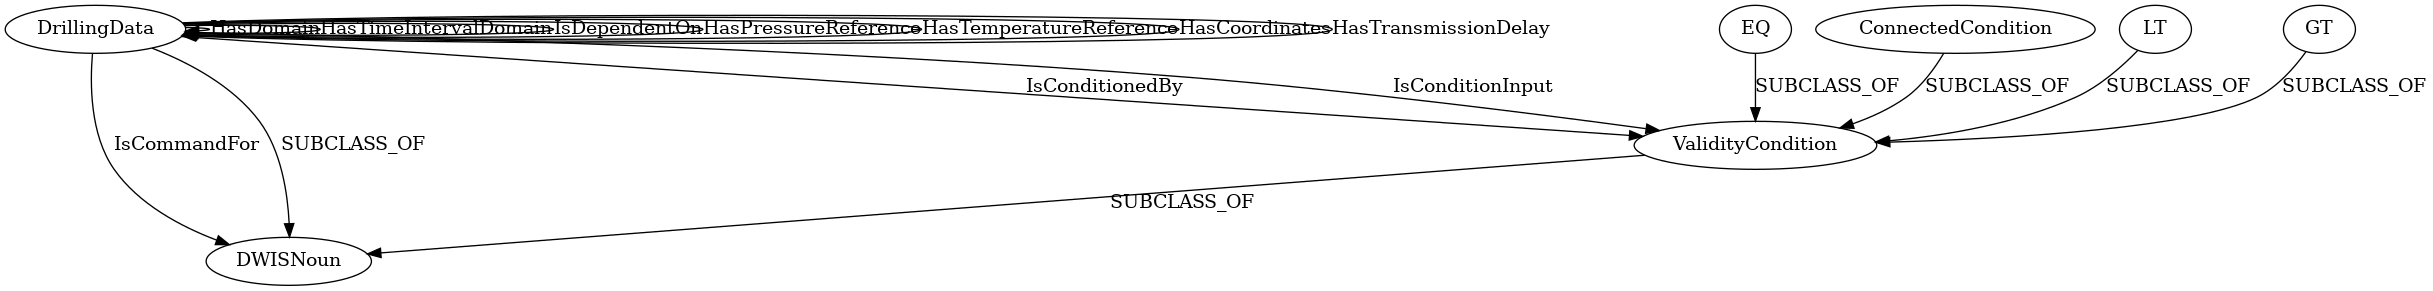 DrillingData
HasDomain
HasTimeIntervalDomain
IsDependentOn
HasPressureReference
HasTemperatureReference
HasCoordinates
HasTransmissionDelay
EQ
ConnectedCondition
LT
GT
IsConditionedBy
IsConditionInput
SUBCLASS_OF
SUBCLASS_OF
SUBCLASS_OF
SUBCLASS_OF
IsCommandFor
SUBCLASS_OF
ValidityCondition
SUBCLASS_OF
DWISNoun